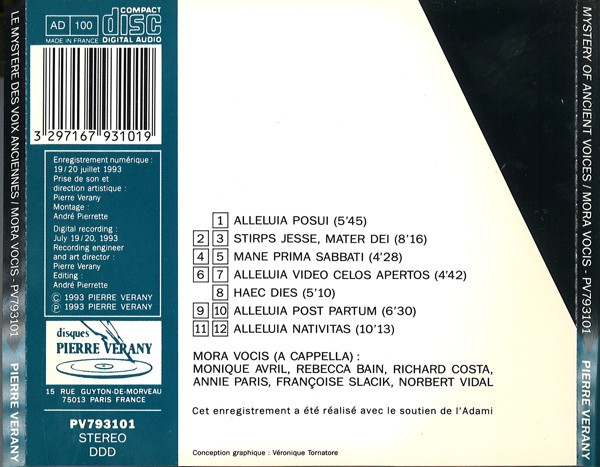 LE MYSTERE DES VOIX ANCIENNES / MORA VOCIS - PV793101 PIERRE VERANY
AD 100
MADE IN FRANCE
COMPACT
disc
DIGITAL AUDIO
3 297167 931019
Enregistrement numérique :
19/20 juillet 1993
Prise de son et
direction artistique :
Pierre Verany
Montage :
André Pierrette
Digital recording :
July 19/20, 1993
Recording engineer
and art director :
Pierre Verany
Editing :
André Pierrette
Ⓒ 1993 PIERRE VERANY
Ⓟ 1993 PIERRE VERANY
disques
PIERRE VERANY
15 RUE GUYTON-DE-MORVEAU
75013 PARIS FRANCE
PV793101
STEREO
DDD
1 ALLELUIA POSUI (5'45)
2 3 STIRPS JESSE, MATER DEI (8'16)
4 5 MANE PRIMA SABBATI (4'28)
6 7 ALLELUIA VIDEO CELOS APERTOS (4'42)
8 HAEC DIES (5'10)
9 10 ALLELUIA POST PARTUM (6'30)
11 12 ALLELUIA NATIVITAS (10'13)
MORA VOCIS (A CAPPELLA) :
MONIQUE AVRIL, REBECCA BAIN, RICHARD COSTA,
ANNIE PARIS, FRANÇOISE SLACIK, NORBERT VIDAL
Cet enregistrement a été réalisé avec le soutien de l'Adami
Conception graphique : Véronique Tornatore
MYSTERY OF ANCIENT VOICES / MORA VOCIS - PV793101 PIERRE VERANY